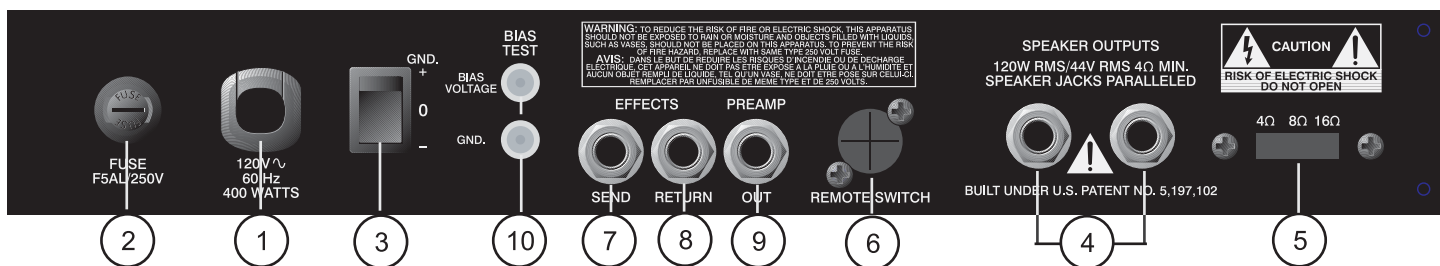 FUSE
F5AL/250V
120V∿
60 Hz
400 WATTS
GND.
+
0
–
BIAS
TEST
BIAS
VOLTAGE
GND.
WARNING: TO REDUCE THE RISK OF FIRE OR ELECTRIC SHOCK, THIS APPARATUS
SHOULD NOT BE EXPOSED TO RAIN OR MOISTURE AND OBJECTS FILLED WITH LIQUIDS,
SUCH AS VASES, SHOULD NOT BE PLACED ON THIS APPARATUS. TO PREVENT THE RISK
OF FIRE HAZARD, REPLACE WITH SAME TYPE 250 VOLT FUSE.
AVIS: DANS LE BUT DE REDUIRE LES RISQUES D'INCENDIE OU DE DECHARGE
ELECTRIQUE, CET APPAREIL NE DOIT PAS ETRE EXPOSE A LA PLUIE OU A L'HUMIDITE ET
AUCUN OBJET REMPLI DE LIQUIDE, TEL QU'UN VASE, NE DOIT ETRE POSE SUR CELUI-CI.
REMPLACER PAR UNFUSIBLE DE MEME TYPE ET DE 250 VOLTS.
EFFECTS
PREAMP
SEND
RETURN
OUT
REMOTE SWITCH
SPEAKER OUTPUTS
120W RMS/44V RMS 4Ω MIN.
SPEAKER JACKS PARALLELED
BUILT UNDER U.S. PATENT NO. 5,197,102
CAUTION
RISK OF ELECTRIC SHOCK
DO NOT OPEN
4Ω 8Ω 16Ω
2
1
3
10
7
8
9
6
4
5